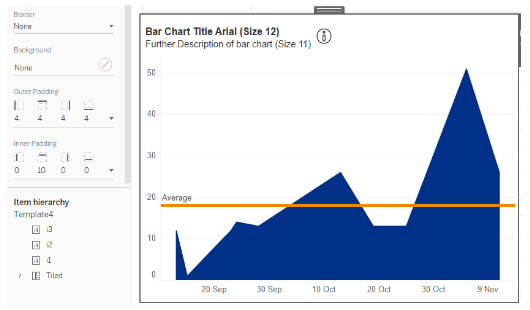 Border
None
Background
None
Outer Padding
4 4 4 4
Inner Padding
0 10 0 0
Item hierarchy
Template4
i3
i2
i1
Tiled
Bar Chart Title Arial (Size 12)
Further Description of bar chart (Size 11)
50
40
30
20
Average
10
0
20 Sep 30 Sep 10 Oct 20 Oct 30 Oct 9 Nov